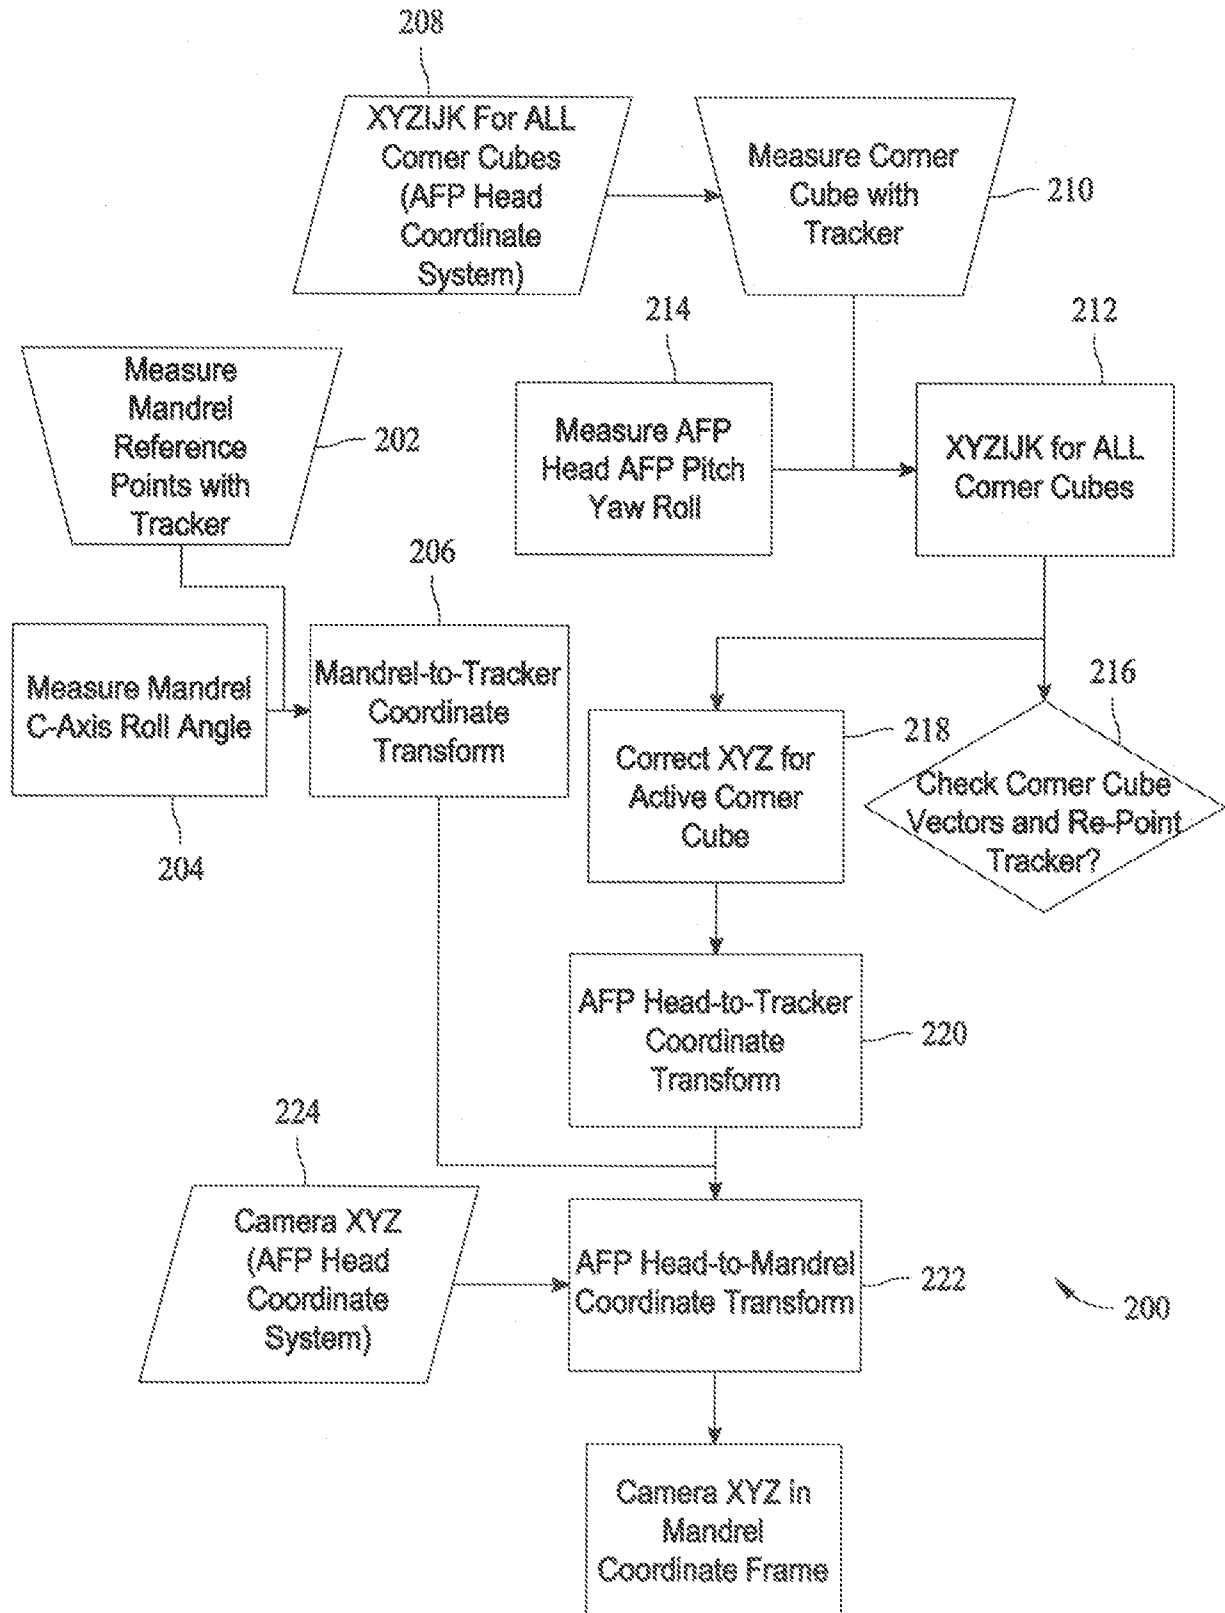 208
XYZIJK For ALL
Corner Cubes
(AFP Head
Coordinate
System)
Measure Corner
Cube with
Tracker
210
214
212
Measure
Mandrel
Reference
Points with
Tracker
202
Measure AFP
Head AFP Pitch
Yaw Roll
XYZIJK for ALL
Corner Cubes
206
Measure Mandrel
C-Axis Roll Angle
204
Mandrel-to-Tracker
Coordinate
Transform
216
218
Correct XYZ for
Active Corner
Cube
Check Corner Cube
Vectors and Re-Point
Tracker?
AFP Head-to-Tracker
Coordinate
Transform
220
224
Camera XYZ
(AFP Head
Coordinate
System)
AFP Head-to-Mandrel
Coordinate Transform
222
200
Camera XYZ in
Mandrel
Coordinate Frame